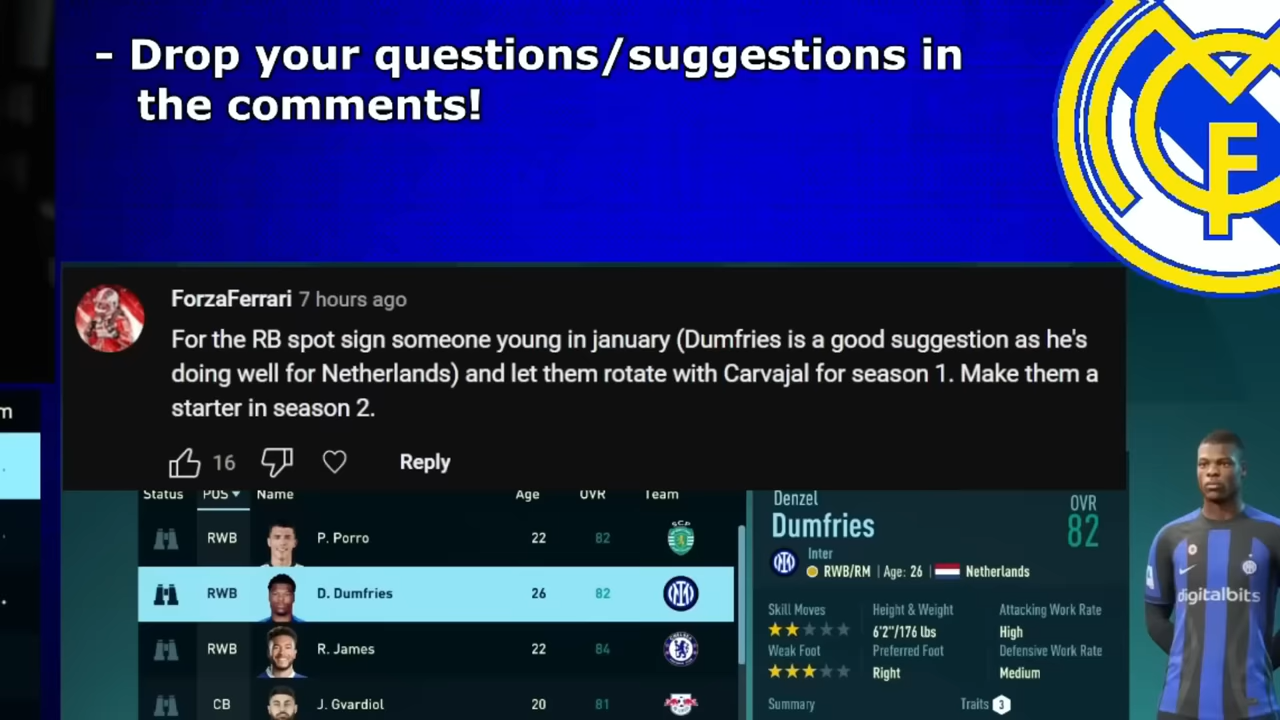 - Drop your questions/suggestions in
the comments!
ForzaFerrari 7 hours ago
For the RB spot sign someone young in january (Dumfries is a good suggestion as he's
doing well for Netherlands) and let them rotate with Carvajal for season 1. Make them a
starter in season 2.
16 Reply
m
Status POS Name Age OVR Team
RWB P. Porro 22 82
SCP
RWB D. Dumfries 26 82
RWB R. James 22 84
CB J. Gvardiol 20 81
Denzel
Dumfries
OVR
82
Inter
RWB/RM | Age: 26 | Netherlands
Skill Moves Height & Weight Attacking Work Rate
6'2"/176 lbs High
Weak Foot Preferred Foot Defensive Work Rate
Right Medium
Summary Traits 3
digitalbits